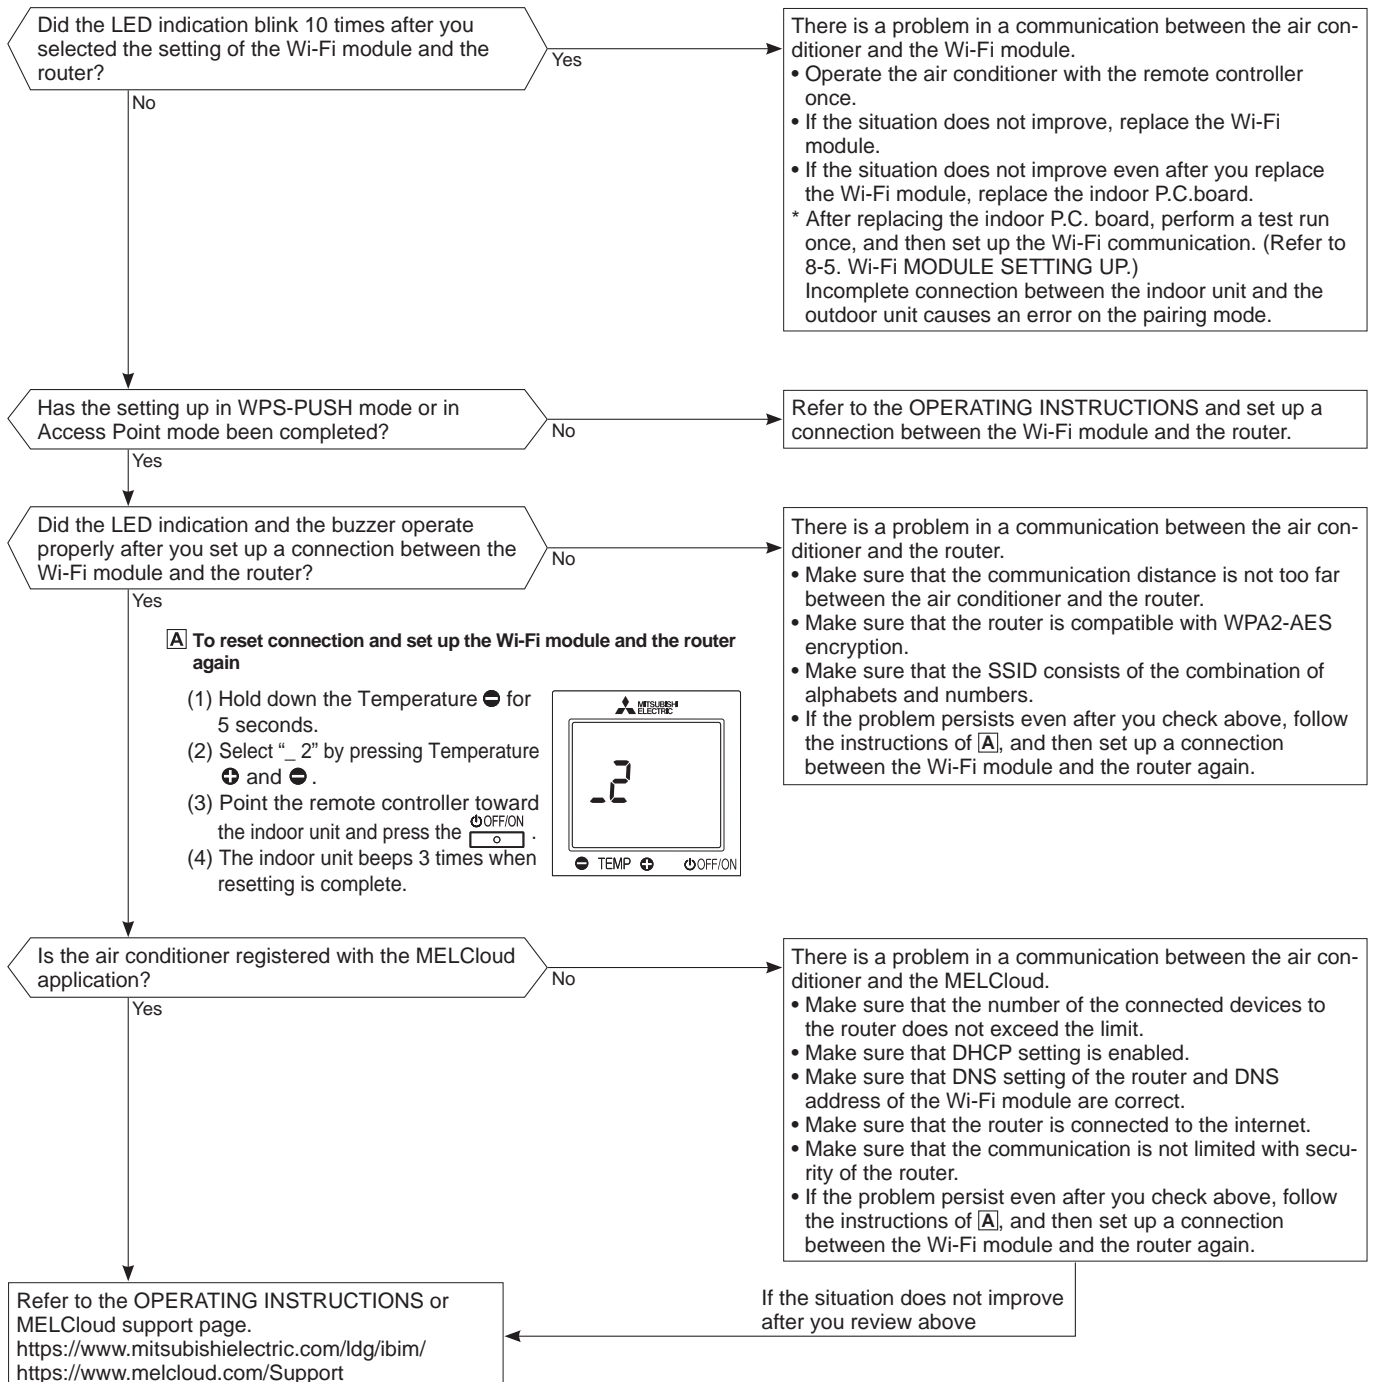 Did the LED indication blink 10 times after you
selected the setting of the Wi-Fi module and the
router?
Yes
No
There is a problem in a communication between the air con-
ditioner and the Wi-Fi module.
• Operate the air conditioner with the remote controller
once.
• If the situation does not improve, replace the Wi-Fi
module.
• If the situation does not improve even after you replace
the Wi-Fi module, replace the indoor P.C.board.
* After replacing the indoor P.C. board, perform a test run
once, and then set up the Wi-Fi communication. (Refer to
8-5. Wi-Fi MODULE SETTING UP.)
Incomplete connection between the indoor unit and the
outdoor unit causes an error on the pairing mode.
Has the setting up in WPS-PUSH mode or in
Access Point mode been completed?
No
Yes
Refer to the OPERATING INSTRUCTIONS and set up a
connection between the Wi-Fi module and the router.
Did the LED indication and the buzzer operate
properly after you set up a connection between the
Wi-Fi module and the router?
No
Yes
There is a problem in a communication between the air con-
ditioner and the router.
• Make sure that the communication distance is not too far
between the air conditioner and the router.
• Make sure that the router is compatible with WPA2-AES
encryption.
• Make sure that the SSID consists of the combination of
alphabets and numbers.
• If the problem persists even after you check above, follow
the instructions of A, and then set up a connection
between the Wi-Fi module and the router again.
A To reset connection and set up the Wi-Fi module and the router
again
(1) Hold down the Temperature ⊖ for
5 seconds.
(2) Select “_ 2” by pressing Temperature
⊕ and ⊖ .
(3) Point the remote controller toward
the indoor unit and press the OFF/ON .
(4) The indoor unit beeps 3 times when
resetting is complete.
MITSUBISHI
ELECTRIC
_2
⊖ TEMP ⊕ OFF/ON
Is the air conditioner registered with the MELCloud
application?
No
Yes
There is a problem in a communication between the air con-
ditioner and the MELCloud.
• Make sure that the number of the connected devices to
the router does not exceed the limit.
• Make sure that DHCP setting is enabled.
• Make sure that DNS setting of the router and DNS
address of the Wi-Fi module are correct.
• Make sure that the router is connected to the internet.
• Make sure that the communication is not limited with secu-
rity of the router.
• If the problem persist even after you check above, follow
the instructions of A, and then set up a connection
between the Wi-Fi module and the router again.
If the situation does not improve
after you review above
Refer to the OPERATING INSTRUCTIONS or
MELCloud support page.
https://www.mitsubishielectric.com/ldg/ibim/
https://www.melcloud.com/Support